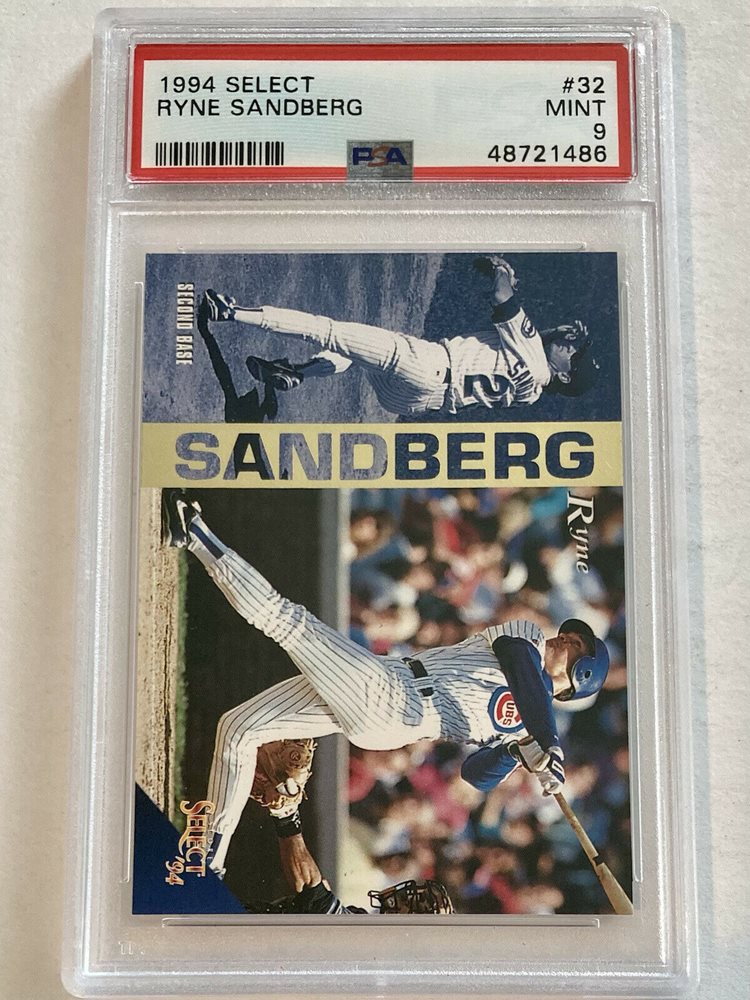 1994 SELECT #32
RYNE SANDBERG MINT
9
PSA 48721486
SECOND BASE
SANDBERG
Ryne
CUBS
SELECT '94